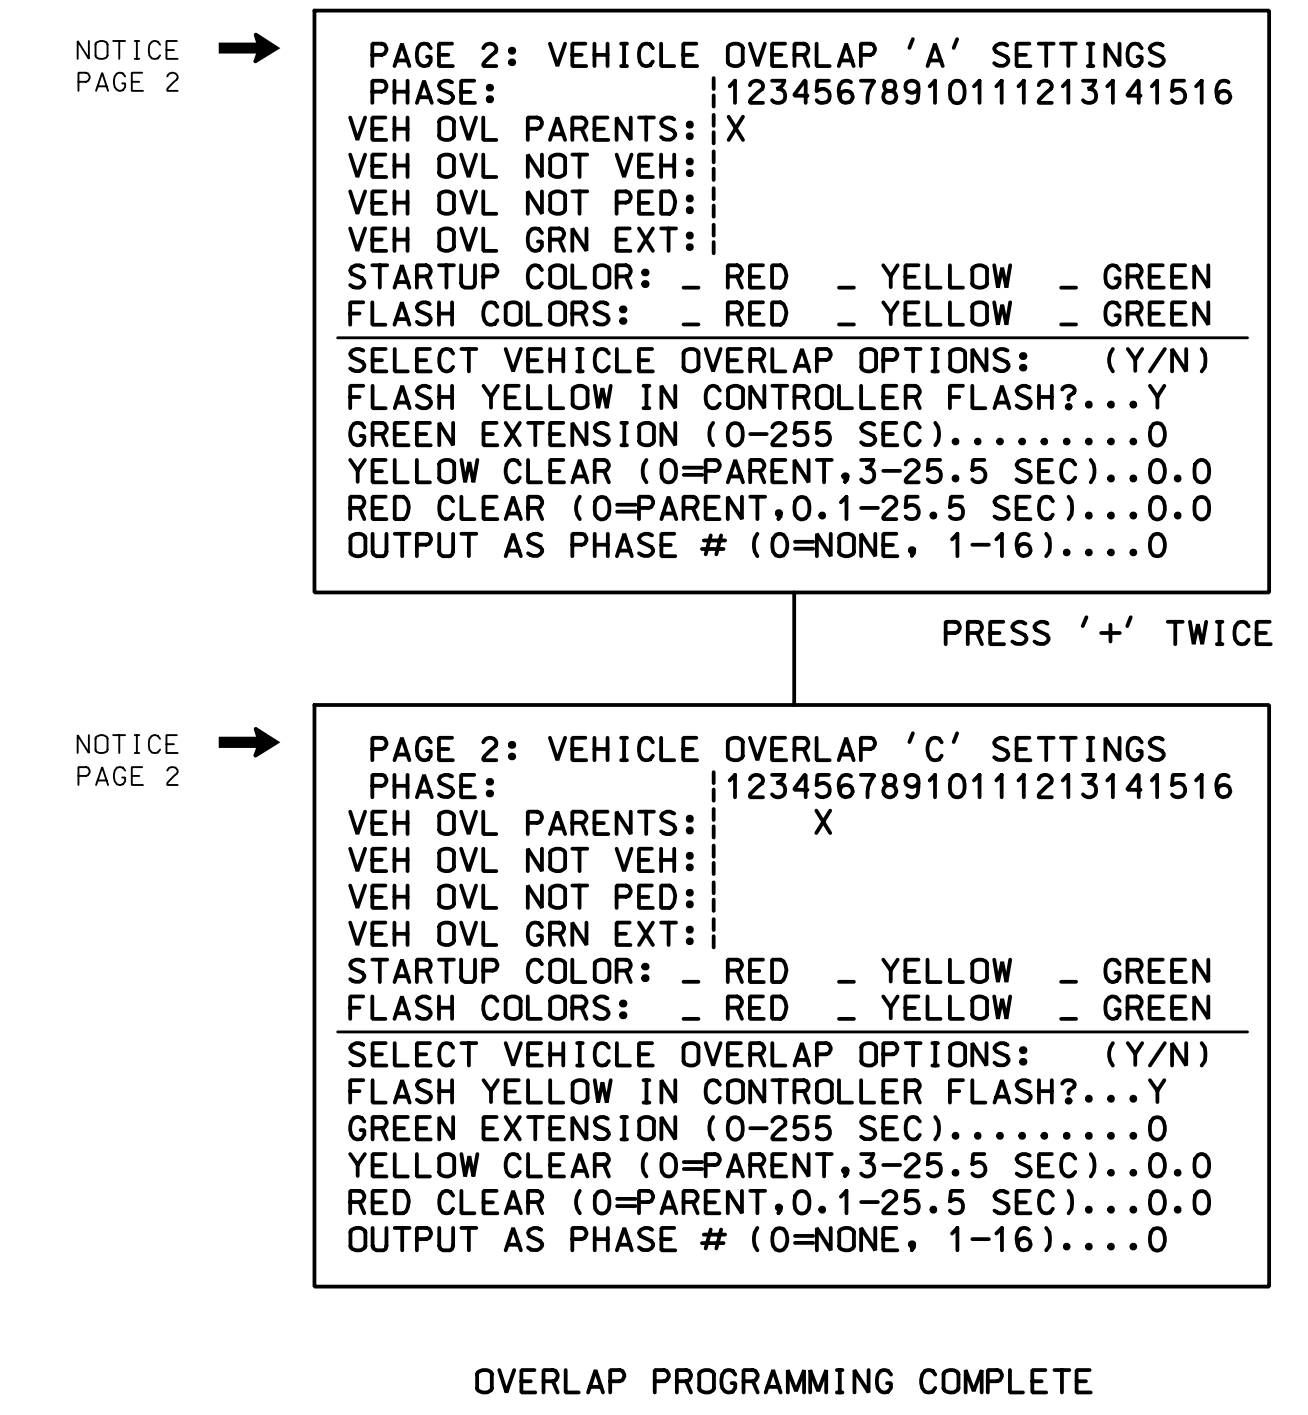 NOTICE
PAGE 2
PAGE 2: VEHICLE OVERLAP 'A' SETTINGS
PHASE: |12345678910111213141516
VEH OVL PARENTS:|X
VEH OVL NOT VEH:|
VEH OVL NOT PED:|
VEH OVL GRN EXT:|
STARTUP COLOR: _ RED _ YELLOW _ GREEN
FLASH COLORS: _ RED _ YELLOW _ GREEN
SELECT VEHICLE OVERLAP OPTIONS: (Y/N)
FLASH YELLOW IN CONTROLLER FLASH?...Y
GREEN EXTENSION (0-255 SEC).........0
YELLOW CLEAR (0=PARENT,3-25.5 SEC)..0.0
RED CLEAR (0=PARENT,0.1-25.5 SEC)...0.0
OUTPUT AS PHASE # (0=NONE, 1-16)....0
PRESS '+' TWICE
NOTICE
PAGE 2
PAGE 2: VEHICLE OVERLAP 'C' SETTINGS
PHASE: |12345678910111213141516
VEH OVL PARENTS:|    X
VEH OVL NOT VEH:|
VEH OVL NOT PED:|
VEH OVL GRN EXT:|
STARTUP COLOR: _ RED _ YELLOW _ GREEN
FLASH COLORS: _ RED _ YELLOW _ GREEN
SELECT VEHICLE OVERLAP OPTIONS: (Y/N)
FLASH YELLOW IN CONTROLLER FLASH?...Y
GREEN EXTENSION (0-255 SEC).........0
YELLOW CLEAR (0=PARENT,3-25.5 SEC)..0.0
RED CLEAR (0=PARENT,0.1-25.5 SEC)...0.0
OUTPUT AS PHASE # (0=NONE, 1-16)....0
OVERLAP PROGRAMMING COMPLETE